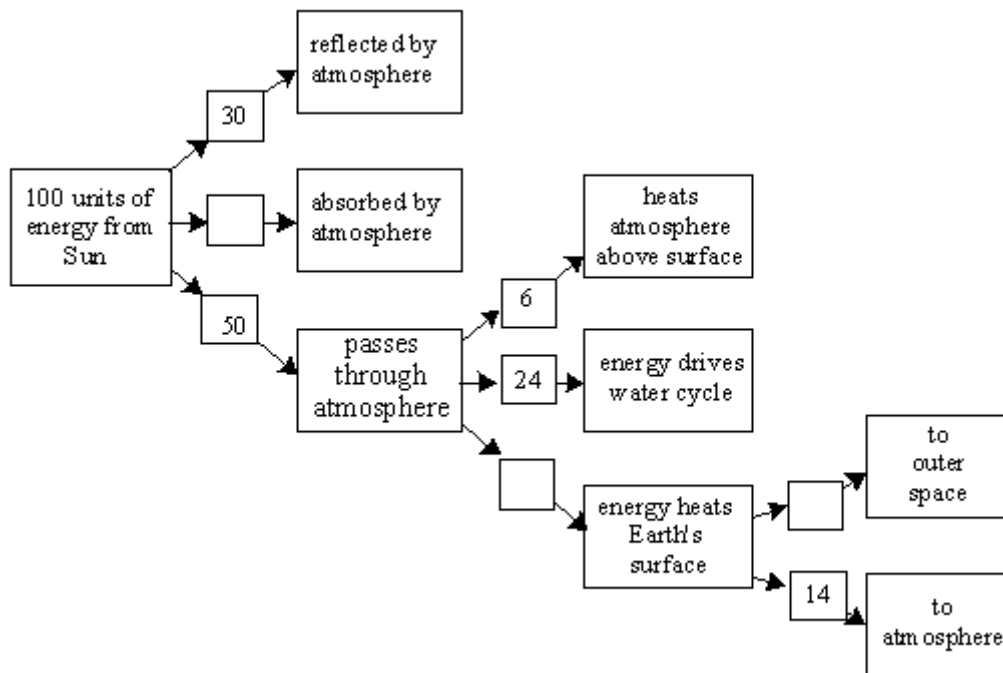 reflected by
atmosphere
30
100 units of
energy from
Sun
absorbed by
atmosphere
heats
atmosphere
above surface
50
6
passes
through
atmosphere
24
energy drives
water cycle
to
outer
space
energy heats
Earth's
surface
14
to
atmosphere